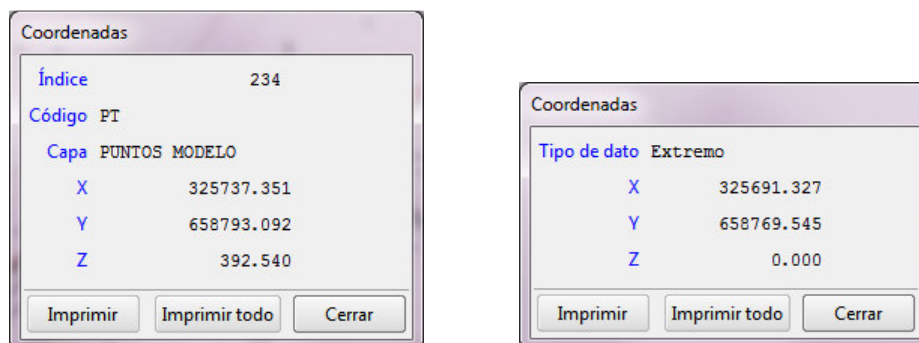 Coordenadas
Índice 234
Código PT
Capa PUNTOS MODELO
X 325737.351
Y 658793.092
Z 392.540
Imprimir Imprimir todo Cerrar
Coordenadas
Tipo de dato Extremo
X 325691.327
Y 658769.545
Z 0.000
Imprimir Imprimir todo Cerrar